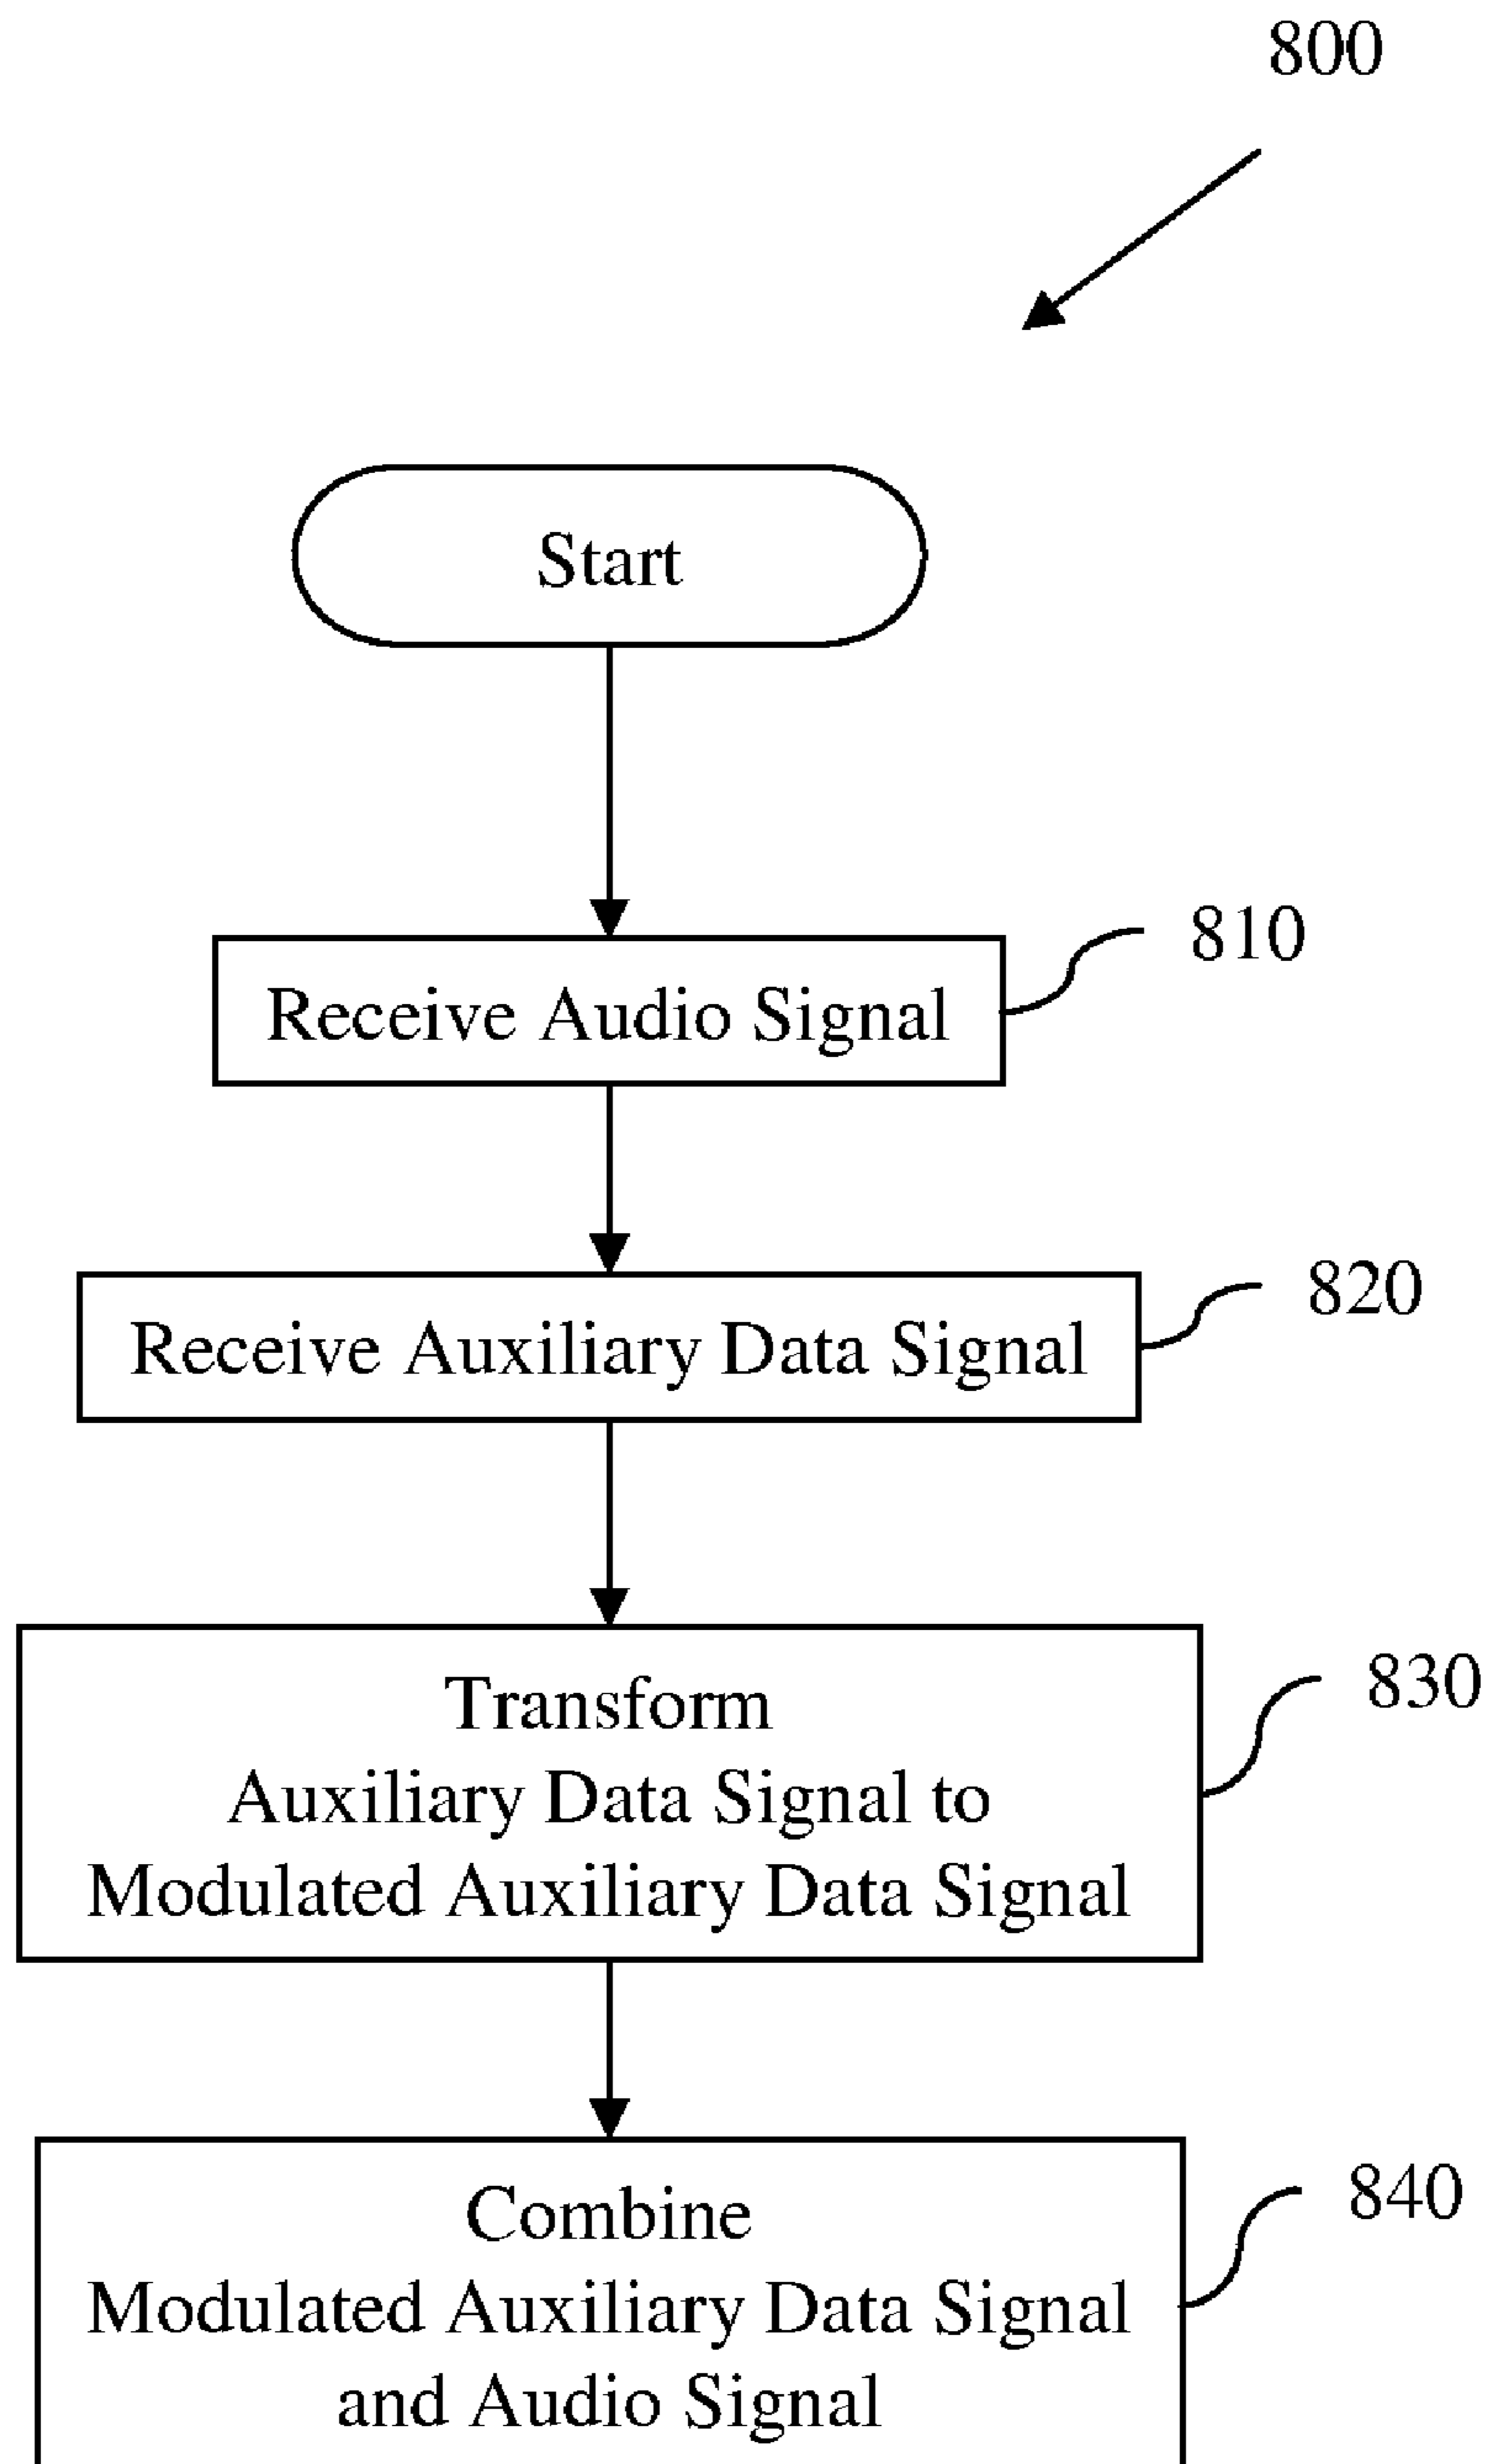 800
Start
810
Receive Audio Signal
820
Receive Auxiliary Data Signal
830
Transform
Auxiliary Data Signal to
Modulated Auxiliary Data Signal
840
Combine
Modulated Auxiliary Data Signal
and Audio Signal